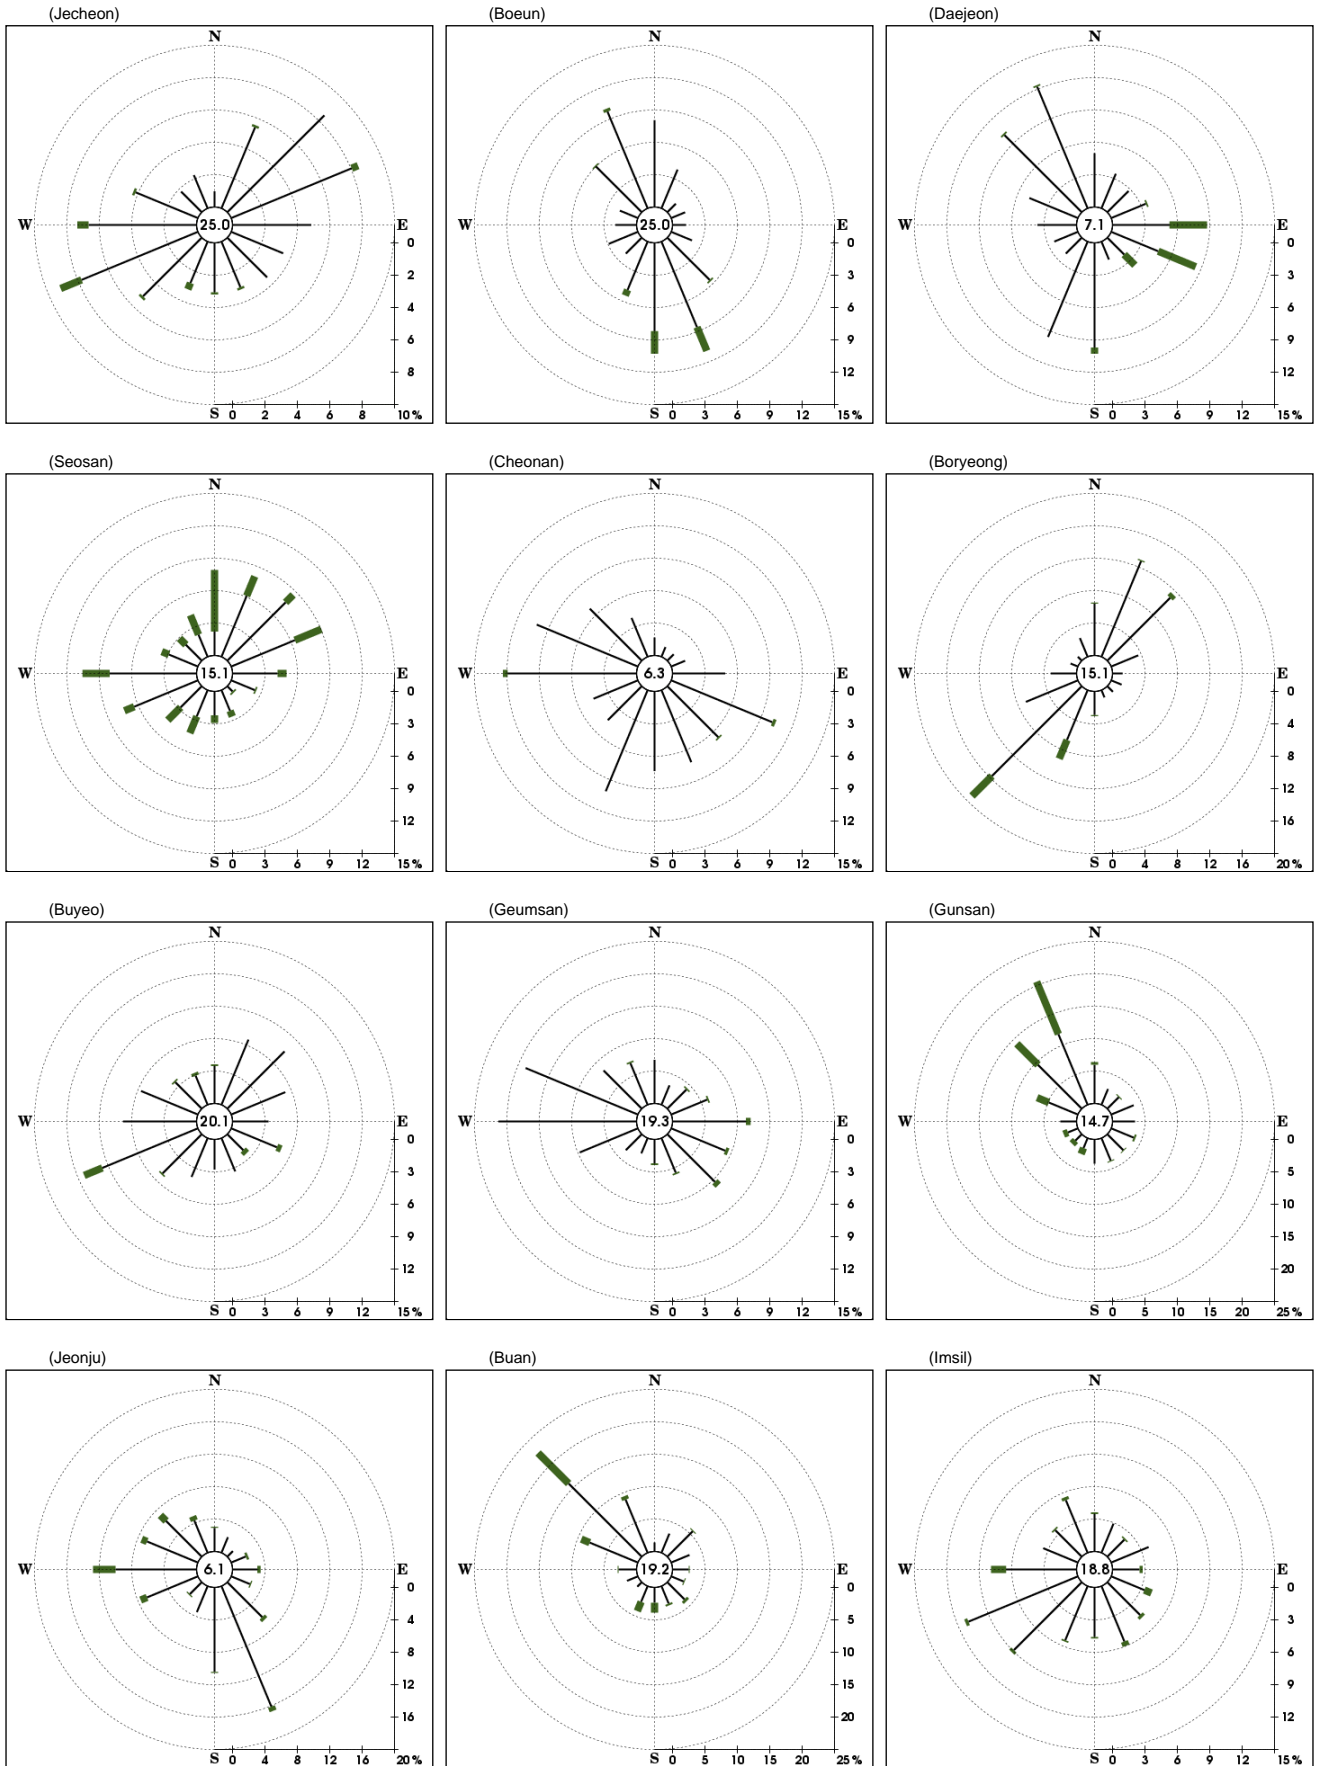 (Jecheon) (Boeun) (Daejeon)
N N N
W 25.0 E W 25.0 E W 7.1 E
0 0 0
2 3 3
4 6 6
6 9 9
8 12 12
S 0 2 4 6 8 10% S 0 3 6 9 12 15% S 0 3 6 9 12 15%
(Seosan) (Cheonan) (Boryeong)
N N N
W 15.1 E W 6.3 E W 15.1 E
0 0 0
3 3 4
6 6 8
9 9 12
12 12 16
S 0 3 6 9 12 15% S 0 3 6 9 12 15% S 0 4 8 12 16 20%
(Buyeo) (Geumsan) (Gunsan)
N N N
W 20.1 E W 19.3 E W 14.7 E
0 0 0
3 3 5
6 6 10
9 9 15
12 12 20
S 0 3 6 9 12 15% S 0 3 6 9 12 15% S 0 5 10 15 20 25%
(Jeonju) (Buan) (Imsil)
N N N
W 6.1 E W 19.2 E W 18.8 E
0 0 0
4 5 3
8 10 6
12 15 9
16 20 12
S 0 4 8 12 16 20% S 0 5 10 15 20 25% S 0 3 6 9 12 15%